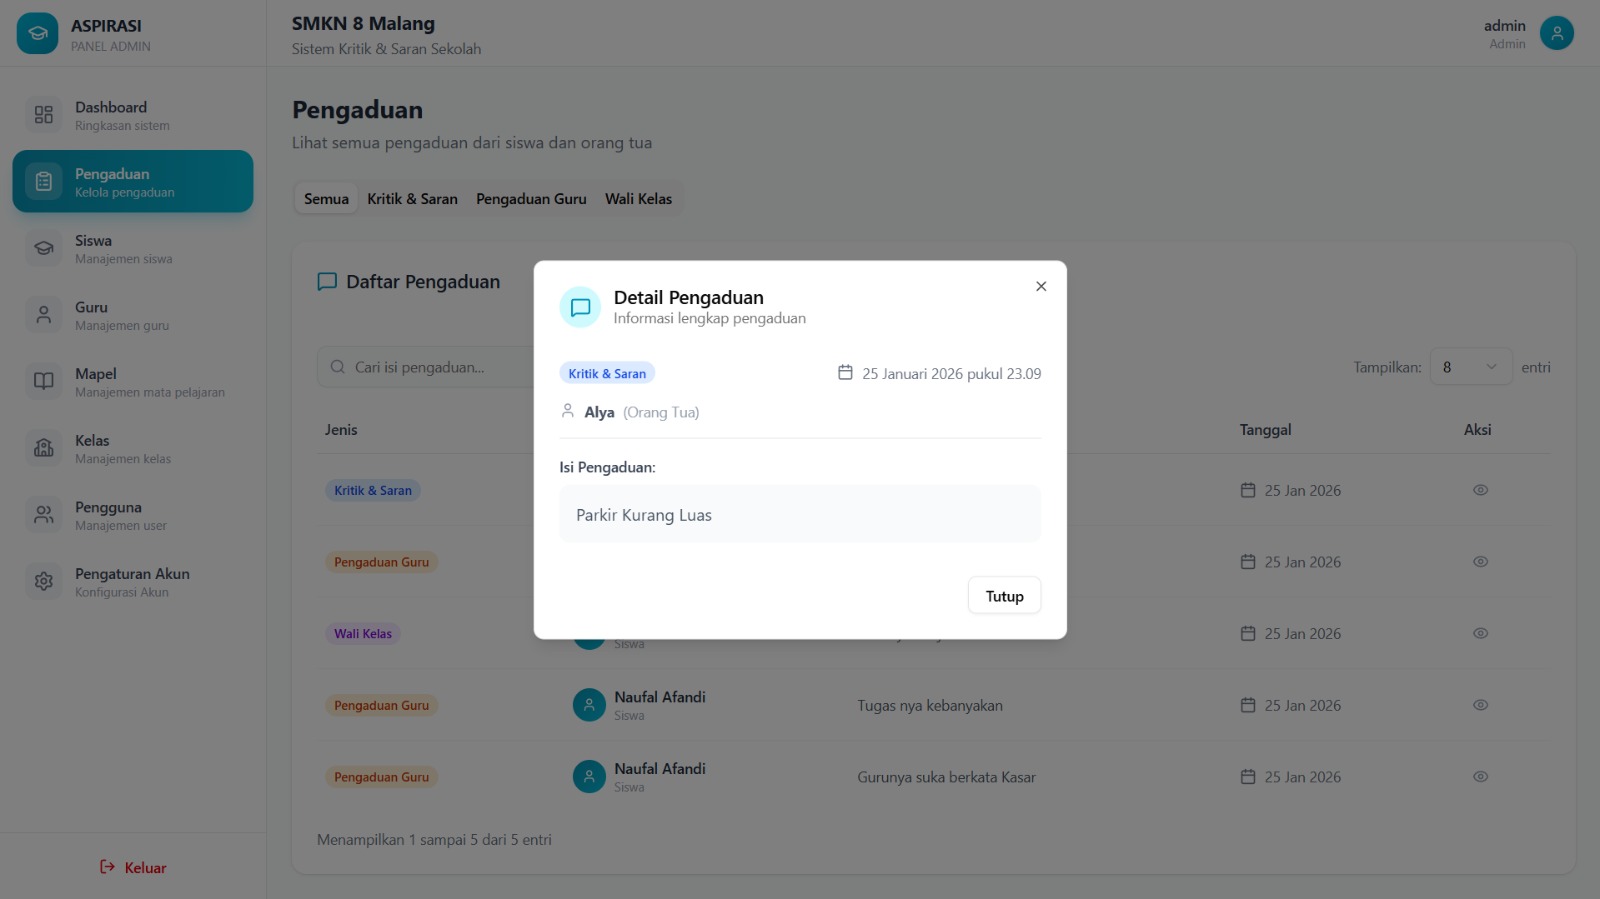 ASPIRASI
PANEL ADMIN
SMKN 8 Malang
Sistem Kritik & Saran Sekolah
admin
Admin
Dashboard
Ringkasan sistem
Pengaduan
Kelola pengaduan
Siswa
Manajemen siswa
Guru
Manajemen guru
Mapel
Manajemen mata pelajaran
Kelas
Manajemen kelas
Pengguna
Manajemen user
Pengaturan Akun
Konfigurasi Akun
Keluar
Pengaduan
Lihat semua pengaduan dari siswa dan orang tua
Semua Kritik & Saran Pengaduan Guru Wali Kelas
Daftar Pengaduan
Cari isi pengaduan...
Tampilkan: 8 entri
Jenis Tanggal Aksi
Kritik & Saran 25 Jan 2026
Pengaduan Guru 25 Jan 2026
Wali Kelas 25 Jan 2026
Siswa
Pengaduan Guru Naufal Afandi Tugas nya kebanyakan 25 Jan 2026
Siswa
Pengaduan Guru Naufal Afandi Gurunya suka berkata Kasar 25 Jan 2026
Siswa
Menampilkan 1 sampai 5 dari 5 entri
Detail Pengaduan
Informasi lengkap pengaduan
Kritik & Saran 25 Januari 2026 pukul 23.09
Alya (Orang Tua)
Isi Pengaduan:
Parkir Kurang Luas
Tutup